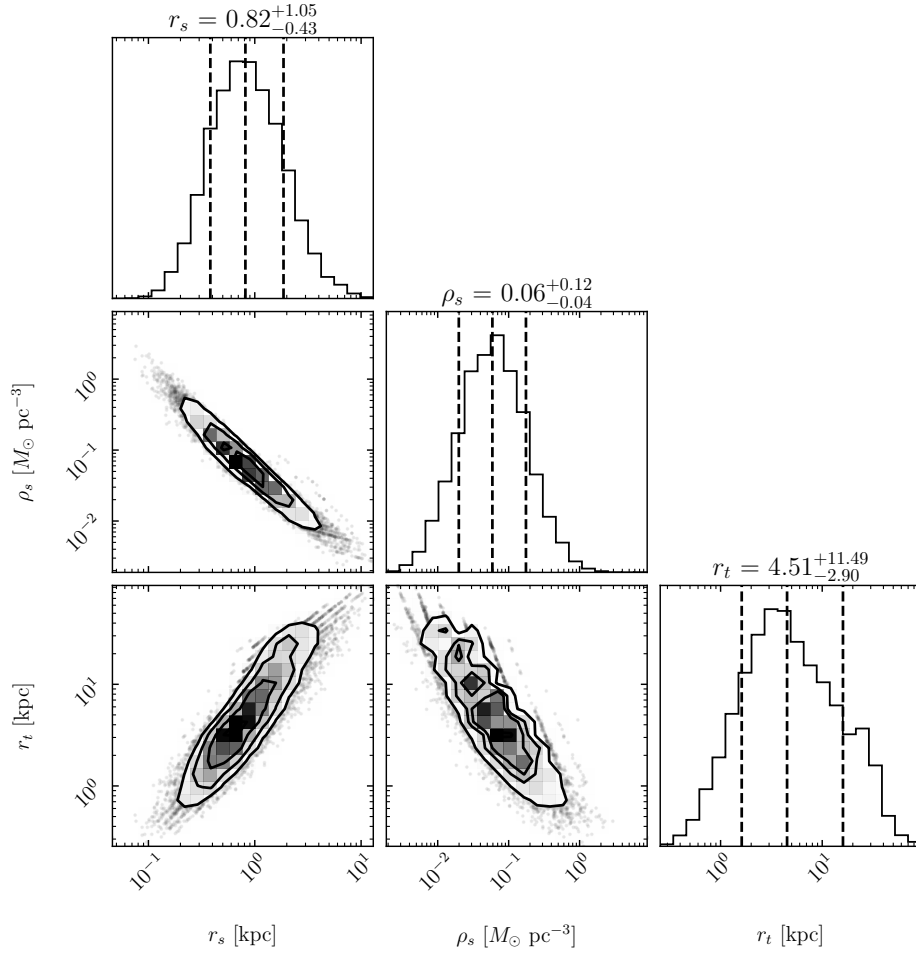 r_s = 0.82^{+1.05}_{-0.43}
ρ_s = 0.06^{+0.12}_{-0.04}
ρ_s [M_⊙ pc^{-3}]
10^0
10^{-1}
10^{-2}
r_t = 4.51^{+11.49}_{-2.90}
r_t [kpc]
10^1
10^0
10^{-1} 10^0 10^1
10^{-2} 10^{-1} 10^0
10^0 10^1
r_s [kpc]
ρ_s [M_⊙ pc^{-3}]
r_t [kpc]